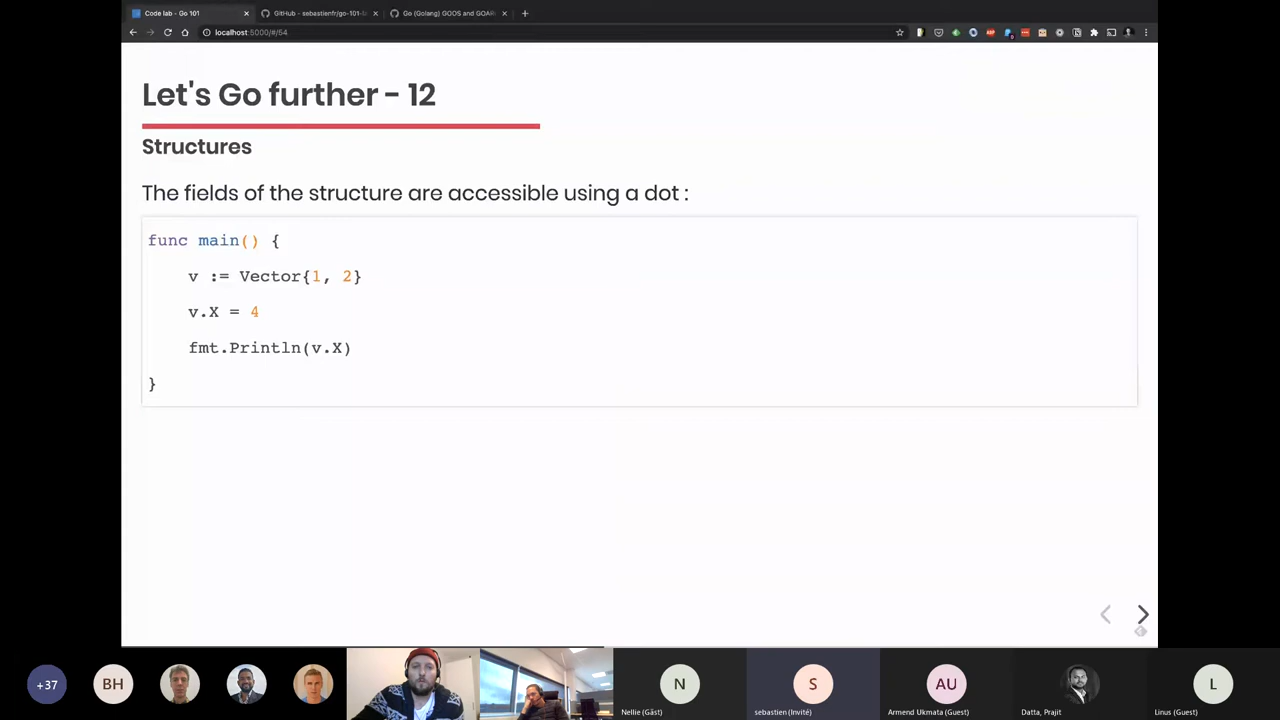 Code lab - Go 101
GitHub - sebastienfr/go-101-l
Go (Golang) GOOS and GOAR
localhost:5000/#/64
Let's Go further - 12
Structures
The fields of the structure are accessible using a dot :
func main() {
v := Vector{1, 2}
v.X = 4
fmt.Println(v.X)
}
+37
BH
N
S
AU
L
Nellie (Gäst)
sebastien (Invité)
Armend Ukmata (Guest)
Datta, Prajit
Linus (Guest)